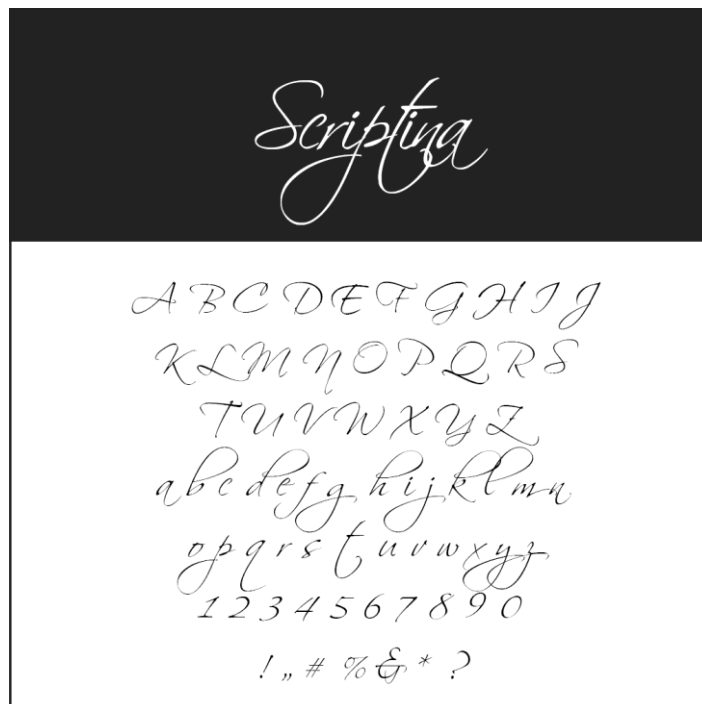 Scriptina
A B C D E F G H I J
K L M N O P Q R S
T U V W X Y Z
a b c d e f g h i j k l m n
o p q r s t u v w x y z
1 2 3 4 5 6 7 8 9 0
! „ # % & * ?